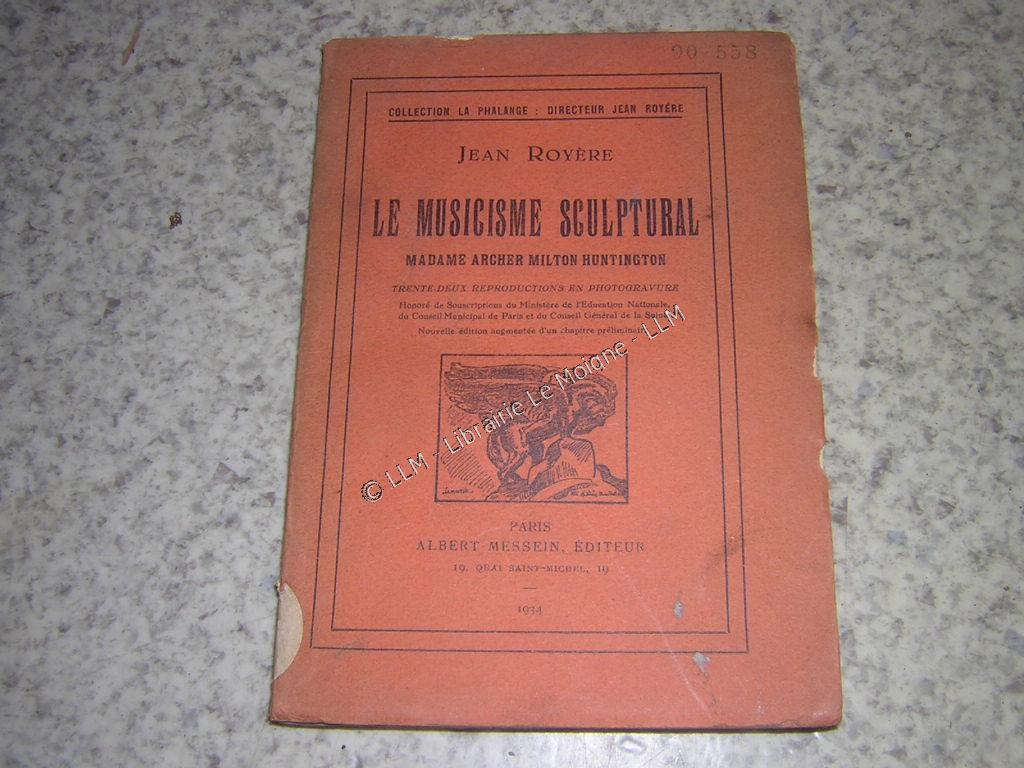 90 558
COLLECTION LA PHALANGE : DIRECTEUR JEAN ROYÉRE
JEAN ROYÈRE
LE MUSICISME SCULPTURAL
MADAME ARCHER MILTON HUNTINGTON
TRENTE-DEUX REPRODUCTIONS EN PHOTOGRAVURE
Honoré de Souscriptions du Ministère de l'Education Nationale,
du Conseil Municipal de Paris et du Conseil Général de la Seine
Nouvelle édition augmentée d'un chapitre préliminaire
© LLM - Librairie Le Moigne - LLM
PARIS
ALBERT MESSEIN, ÉDITEUR
19, QUAI SAINT-MICHEL, 19
1934